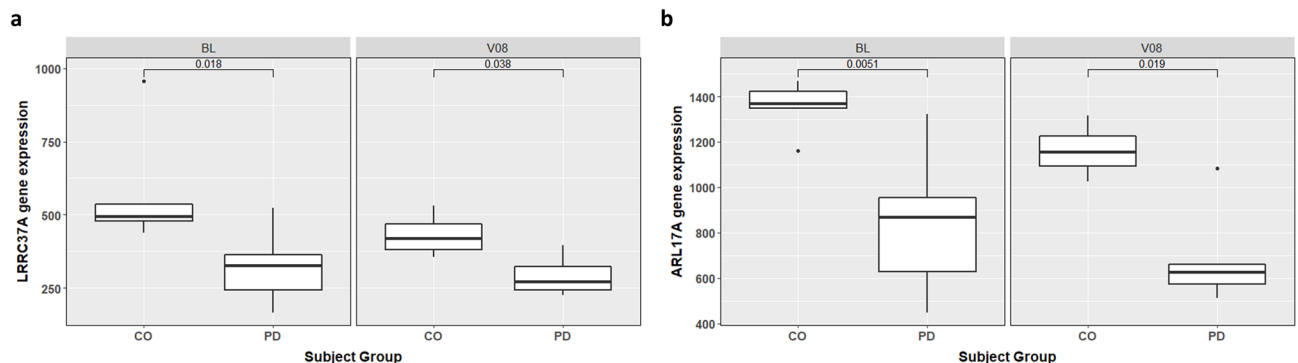 a
BL
V08
0.018
0.038
LRRC37A gene expression
1000
750
500
250
CO
PD
CO
PD
Subject Group
b
BL
V08
0.0051
0.019
ARL17A gene expression
1400
1200
1000
800
600
400
CO
PD
CO
PD
Subject Group